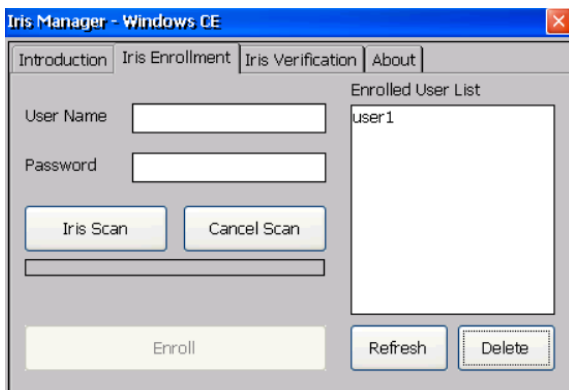 Iris Manager - Windows CE
Introduction Iris Enrollment Iris Verification About
Enrolled User List
User Name
user1
Password
Iris Scan Cancel Scan
Enroll Refresh Delete